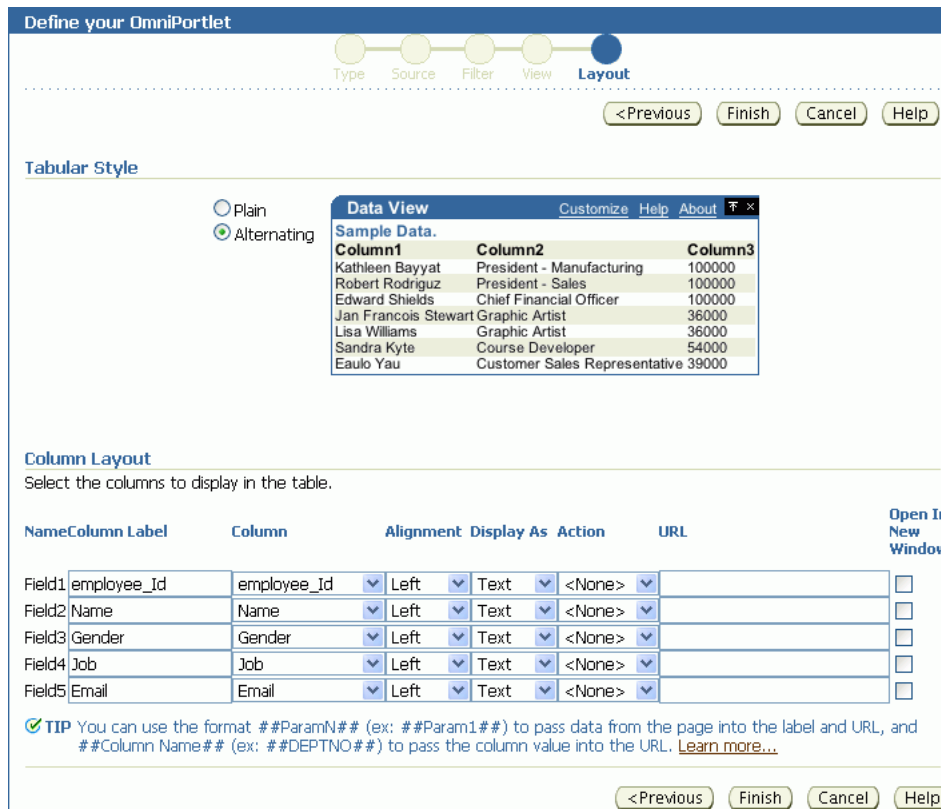 Define your OmniPortlet
Type Source Filter View Layout
<Previous Finish Cancel Help
Tabular Style
Plain
Alternating
Data View Customize Help About
Sample Data.
Column1 Column2 Column3
Kathleen Bayyat President - Manufacturing 100000
Robert Rodriguz President - Sales 100000
Edward Shields Chief Financial Officer 100000
Jan Francois Stewart Graphic Artist 36000
Lisa Williams Graphic Artist 36000
Sandra Kyte Course Developer 54000
Eaulo Yau Customer Sales Representative 39000
Column Layout
Select the columns to display in the table.
Name Column Label Column Alignment Display As Action URL Open In New Window
Field1 employee_Id employee_Id Left Text <None>
Field2 Name Name Left Text <None>
Field3 Gender Gender Left Text <None>
Field4 Job Job Left Text <None>
Field5 Email Email Left Text <None>
TIP You can use the format ##ParamN## (ex: ##Param1##) to pass data from the page into the label and URL, and
##Column Name## (ex: ##DEPTNO##) to pass the column value into the URL. Learn more...
<Previous Finish Cancel Help